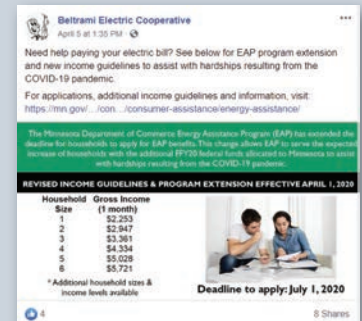 Beltrami Electric Cooperative
April 5 at 1:35 PM ·
Need help paying your electric bill? See below for EAP program extension
and new income guidelines to assist with hardships resulting from the
COVID-19 pandemic.
For applications, additional income guidelines and information, visit:
https://mn.gov/.../con.../consumer-assistance/energy-assistance/
The Minnesota Department of Commerce Energy Assistance Program (EAP) has extended the
deadline for households to apply for EAP benefits. This change allows EAP to serve the expected
increase of households with the additional FFY20 federal funds allocated to Minnesota to assist
with hardships resulting from the COVID-19 pandemic.
REVISED INCOME GUIDELINES & PROGRAM EXTENSION EFFECTIVE APRIL 1, 2020
Household Gross Income
Size (1 month)
1 $2,253
2 $2,947
3 $3,361
4 $4,334
5 $5,028
6 $5,721
* Additional household sizes &
income levels available
Deadline to apply: July 1, 2020
4 8 Shares